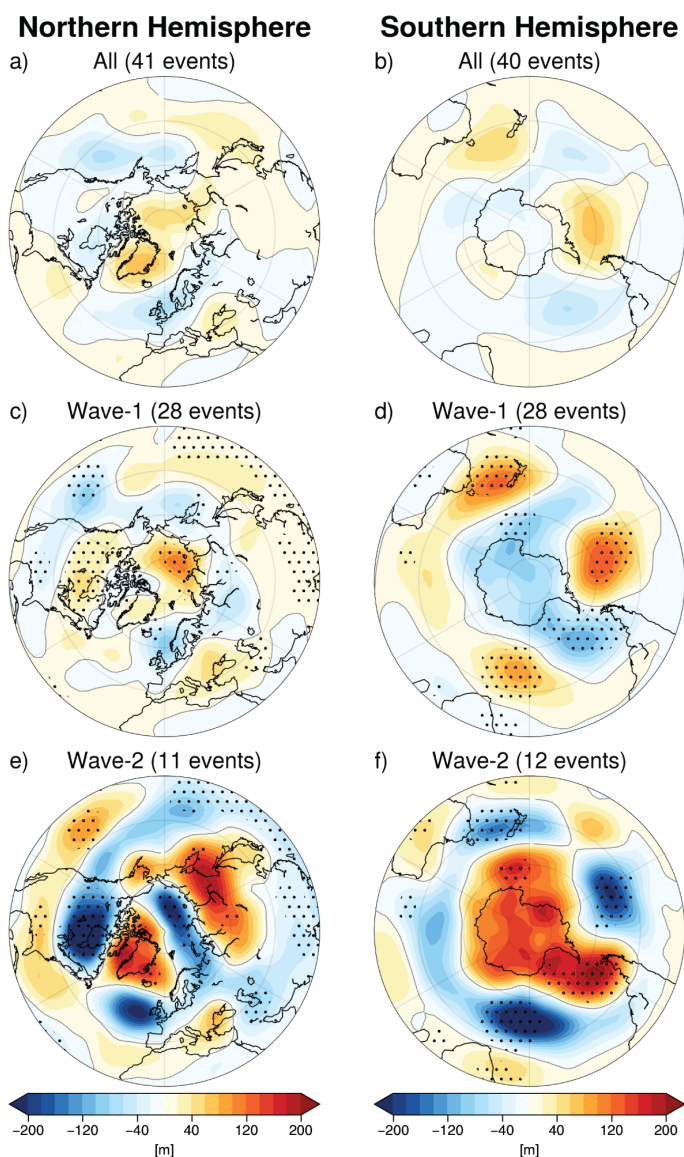 Northern Hemisphere Southern Hemisphere
a) All (41 events) b) All (40 events)
c) Wave-1 (28 events) d) Wave-1 (28 events)
e) Wave-2 (11 events) f) Wave-2 (12 events)
−200 −120 −40 40 120 200 −200 −120 −40 40 120 200
[m] [m]